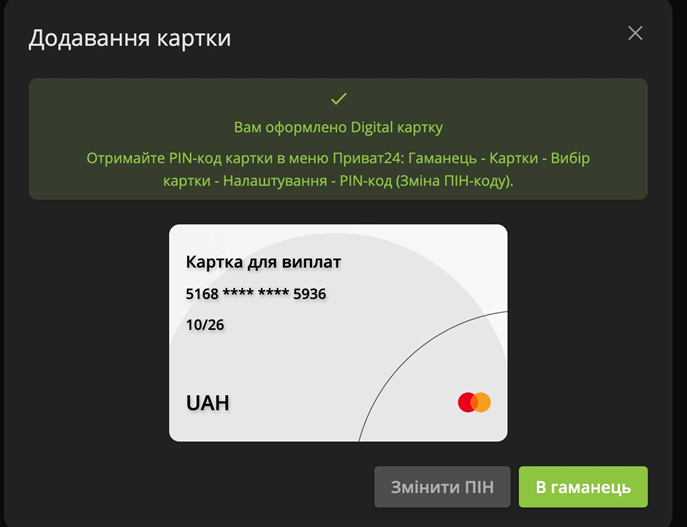 Додавання картки
Вам оформлено Digital картку
Отримайте PIN-код картки в меню Приват24: Гаманець - Картки - Вибір
картки - Налаштування - PIN-код (Зміна ПІН-коду).
Картка для виплат
5168 **** **** 5936
10/26
UAH
Змінити ПІН
В гаманець